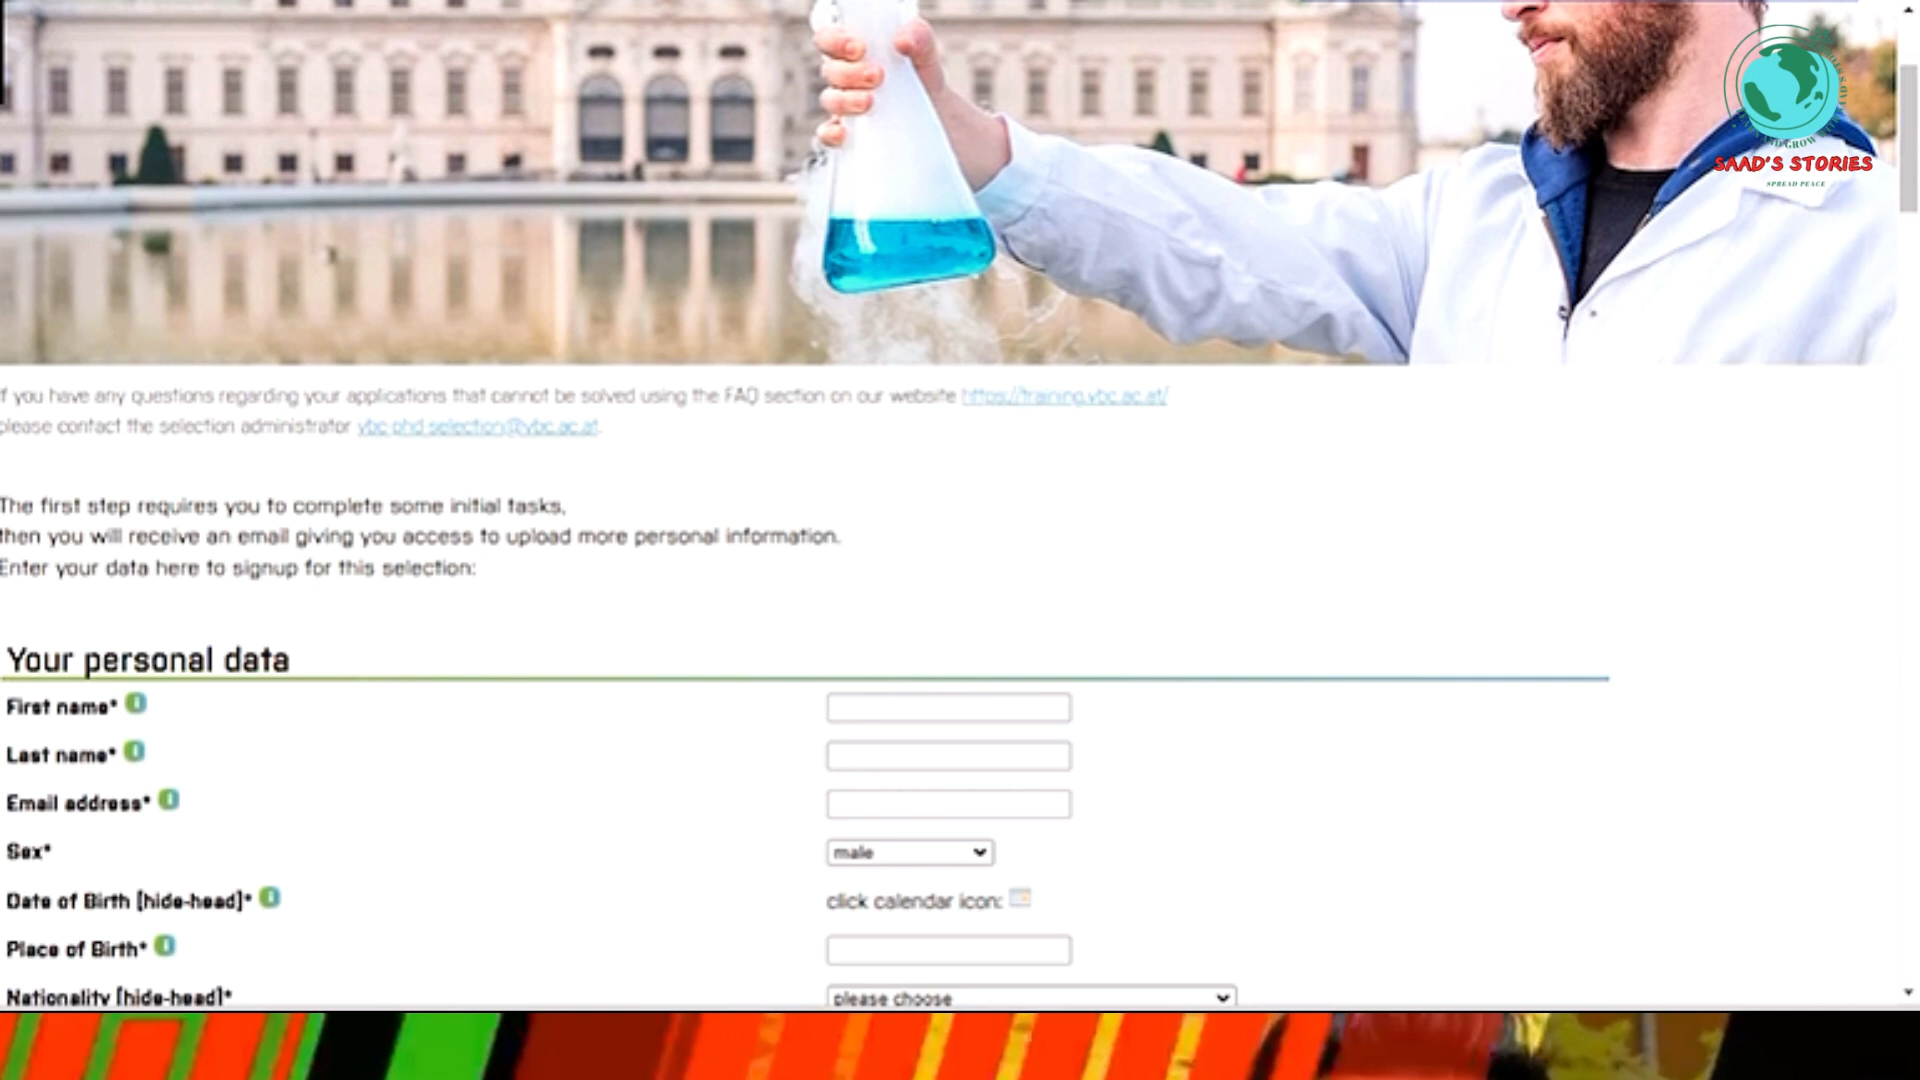 SAAD'S STORIES
SPREAD PEACE
f you have any questions regarding your applications that cannot be solved using the FAQ section on our website https://training.vbc.ac.at/
please contact the selection administrator vbc phd selection@vbc.ac.at.
The first step requires you to complete some initial tasks,
then you will receive an email giving you access to upload more personal information.
Enter your data here to signup for this selection:
Your personal data
First name*
Last name*
Email address*
Sex* male
Date of Birth [hide-head]* click calendar icon:
Place of Birth*
Nationality [hide-head]* please choose